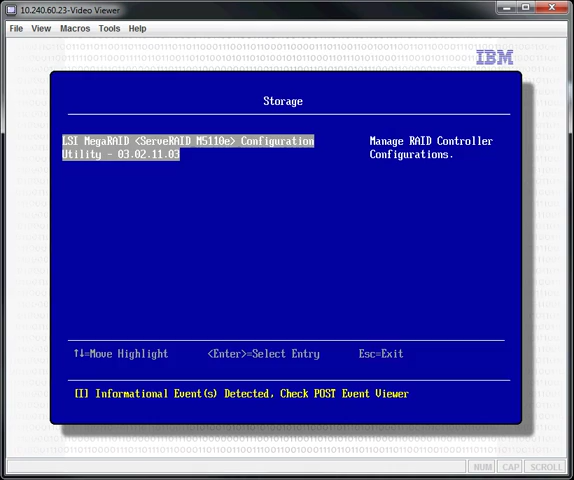 10.240.60.23-Video Viewer
File View Macros Tools Help
IBM
Storage
LSI MegaRAID <ServeRAID M5110e> Configuration
Utility - 03.02.11.03
Manage RAID Controller
Configurations.
↑↓=Move Highlight <Enter>=Select Entry Esc=Exit
[I] Informational Event(s) Detected, Check POST Event Viewer
NUM CAP SCROLL